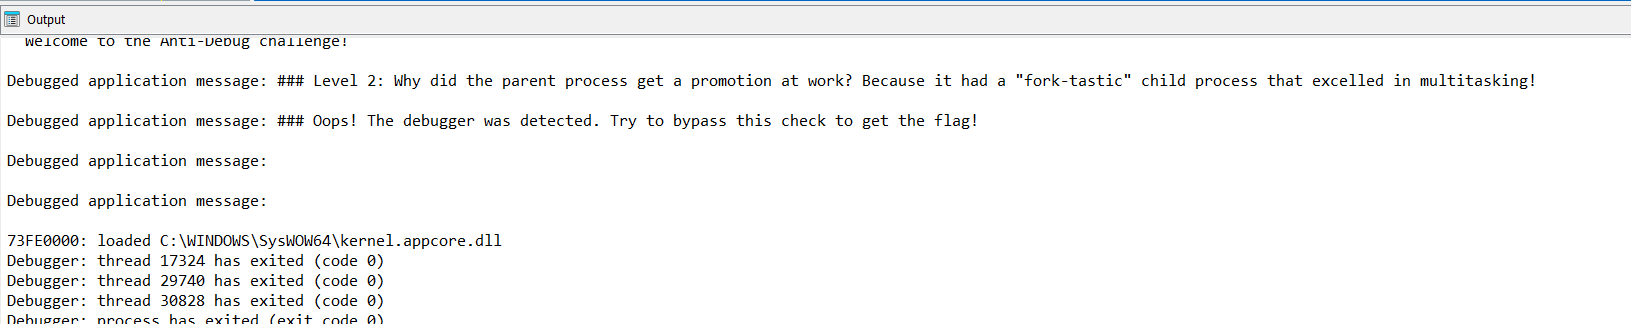 Output
Welcome to the Anti-Debug challenge!
Debugged application message: ### Level 2: Why did the parent process get a promotion at work? Because it had a "fork-tastic" child process that excelled in multitasking!
Debugged application message: ### Oops! The debugger was detected. Try to bypass this check to get the flag!
Debugged application message:
Debugged application message:
73FE0000: loaded C:\WINDOWS\SysWOW64\kernel.appcore.dll
Debugger: thread 17324 has exited (code 0)
Debugger: thread 29740 has exited (code 0)
Debugger: thread 30828 has exited (code 0)
Debugger: process has exited (exit code 0)